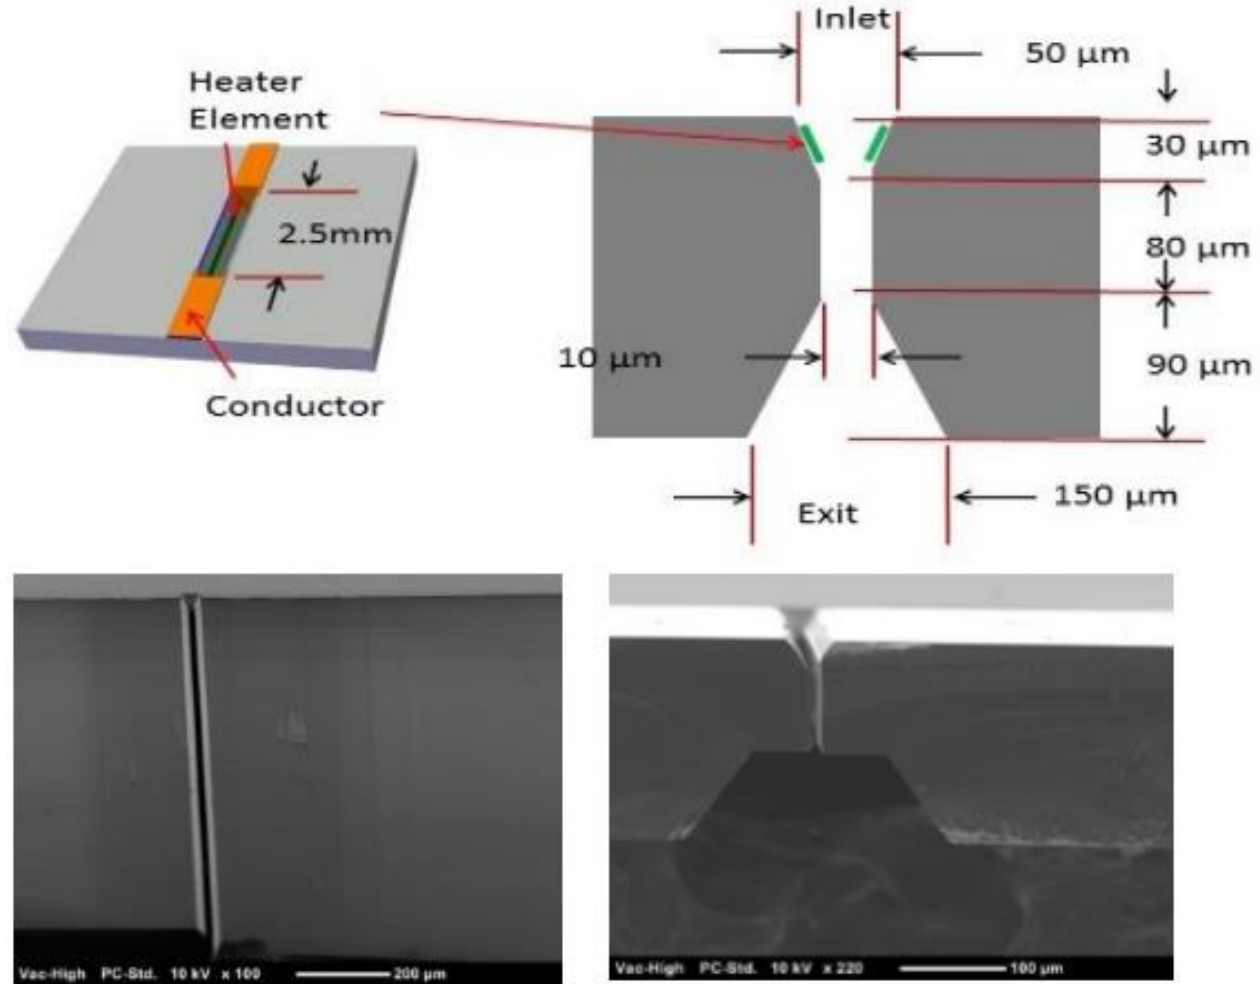 Inlet
50 μm
Heater
Element
30 μm
2.5mm
80 μm
10 μm
90 μm
Conductor
150 μm
Exit
Vac-High PC-Std. 10 kV x 100 200 μm
Vac-High PC-Std. 10 kV x 220 100 μm